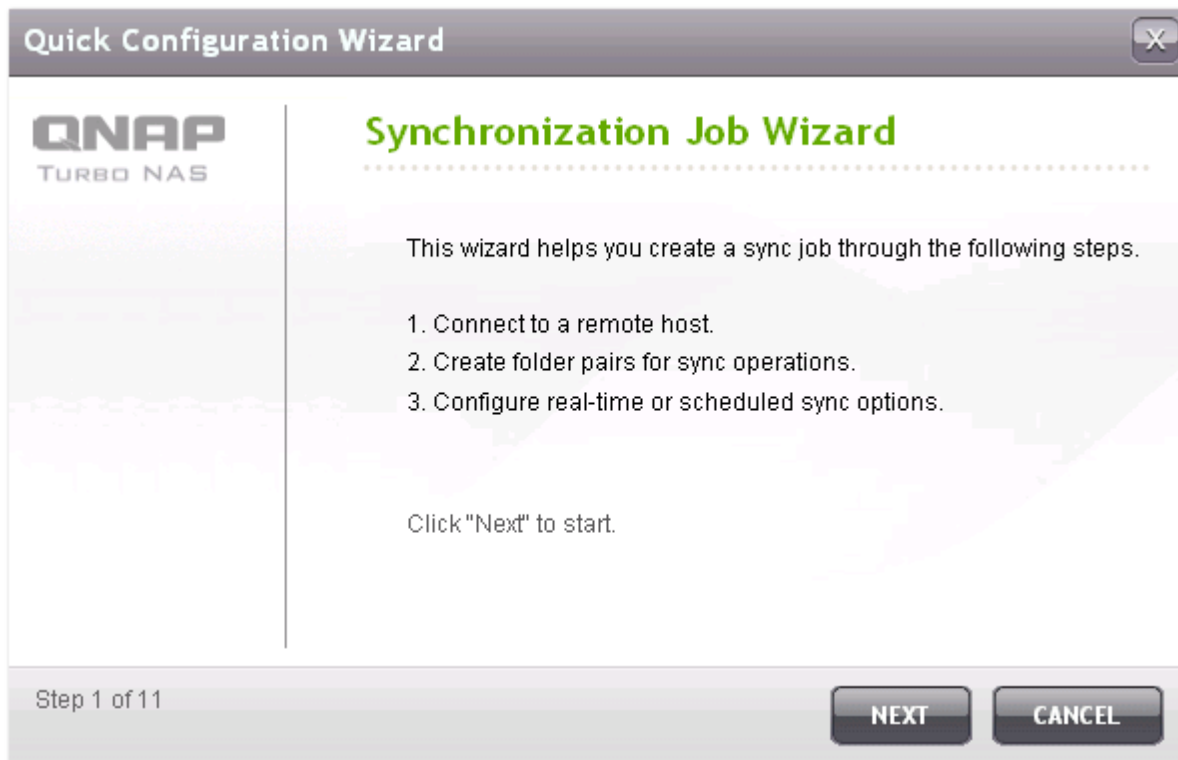 Quick Configuration Wizard
X
QNAP
TURBO NAS
Synchronization Job Wizard
This wizard helps you create a sync job through the following steps.
1. Connect to a remote host.
2. Create folder pairs for sync operations.
3. Configure real-time or scheduled sync options.
Click "Next" to start.
Step 1 of 11
NEXT
CANCEL